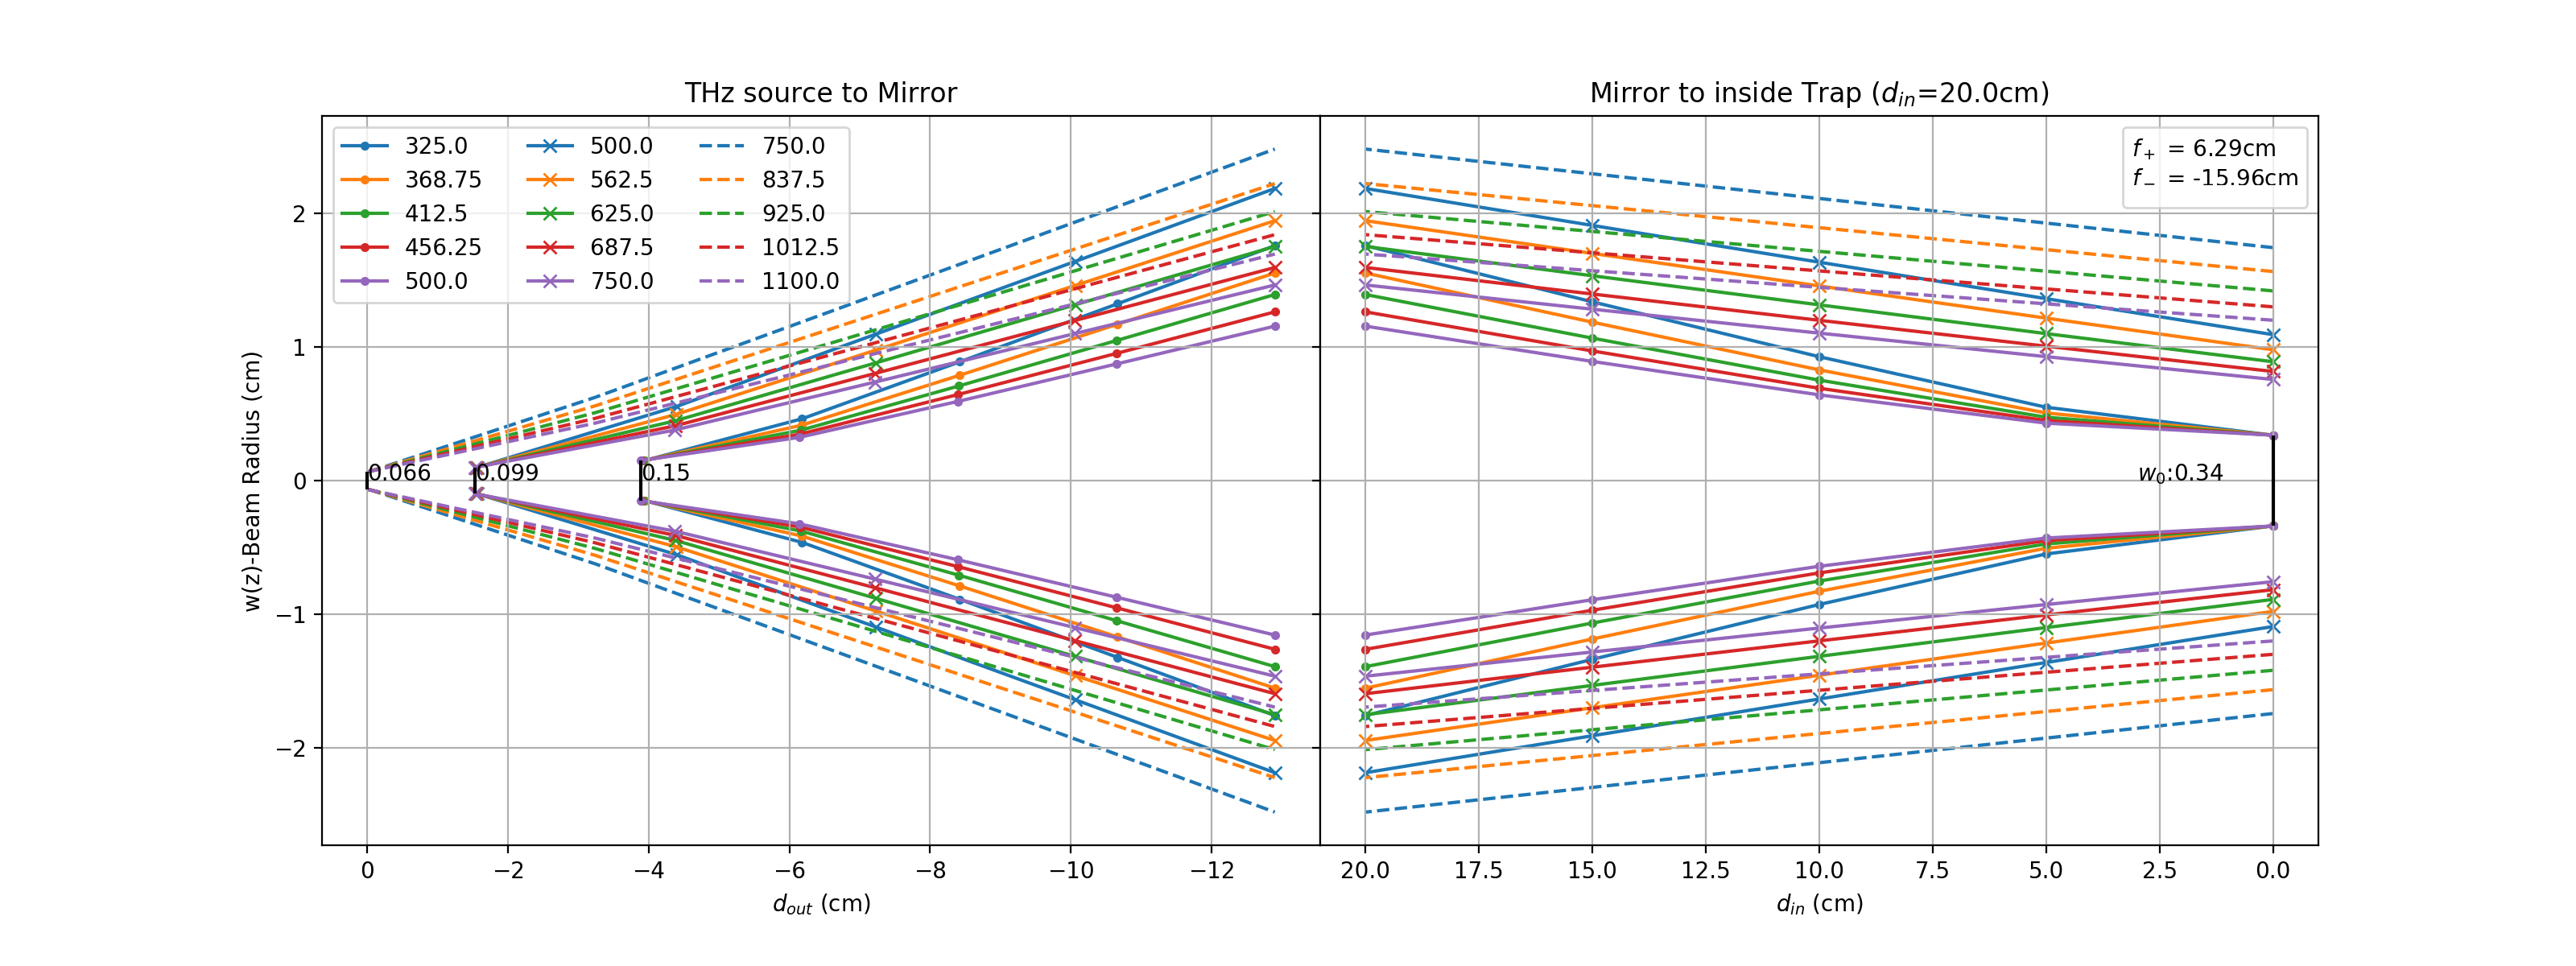 THz source to Mirror
Mirror to inside Trap (d_in=20.0cm)
325.0 500.0 750.0
368.75 562.5 837.5
412.5 625.0 925.0
456.25 687.5 1012.5
500.0 750.0 1100.0
f_+ = 6.29cm
f_− = -15.96cm
w(z)-Beam Radius (cm)
2
1
0
−1
−2
0.066
0.099
0.15
w_0:0.34
0 −2 −4 −6 −8 −10 −12
20.0 17.5 15.0 12.5 10.0 7.5 5.0 2.5 0.0
d_out (cm)
d_in (cm)